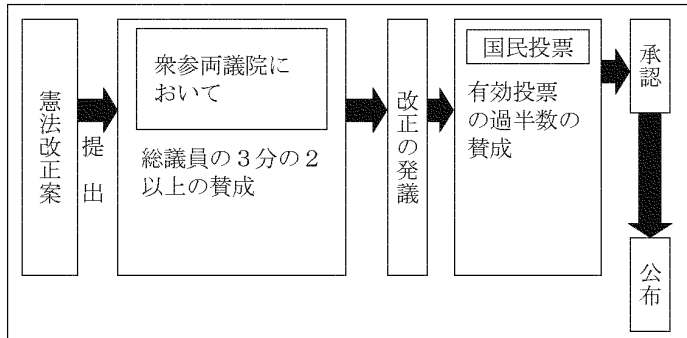 憲法改正案
提出
衆参両議院に
おいて
総議員の３分の２
以上の賛成
改正の発議
国民投票
有効投票
の過半数の
賛成
承認
公布